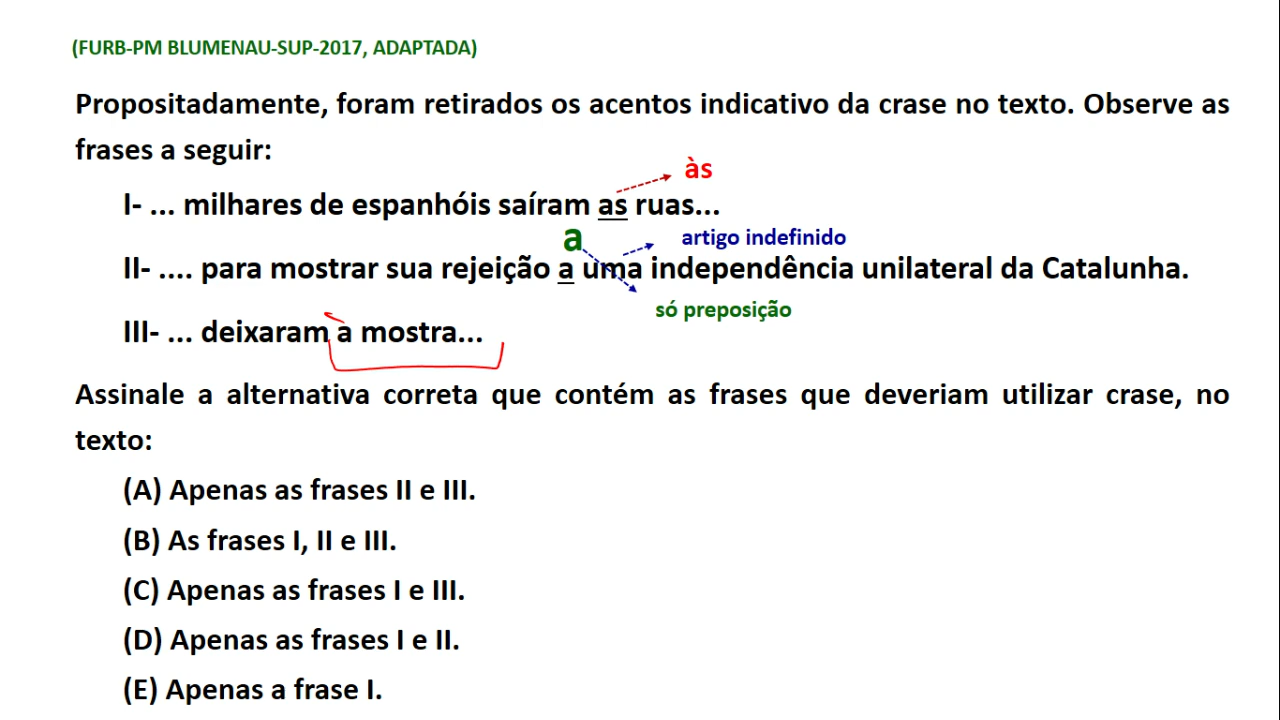 (FURB-PM BLUMENAU-SUP-2017, ADAPTADA)
Propositadamente, foram retirados os acentos indicativo da crase no texto. Observe as
frases a seguir:
às
I- ... milhares de espanhóis saíram as ruas...
a
artigo indefinido
II- .... para mostrar sua rejeição a uma independência unilateral da Catalunha.
só preposição
III- ... deixaram a mostra...
Assinale a alternativa correta que contém as frases que deveriam utilizar crase, no
texto:
(A) Apenas as frases II e III.
(B) As frases I, II e III.
(C) Apenas as frases I e III.
(D) Apenas as frases I e II.
(E) Apenas a frase I.